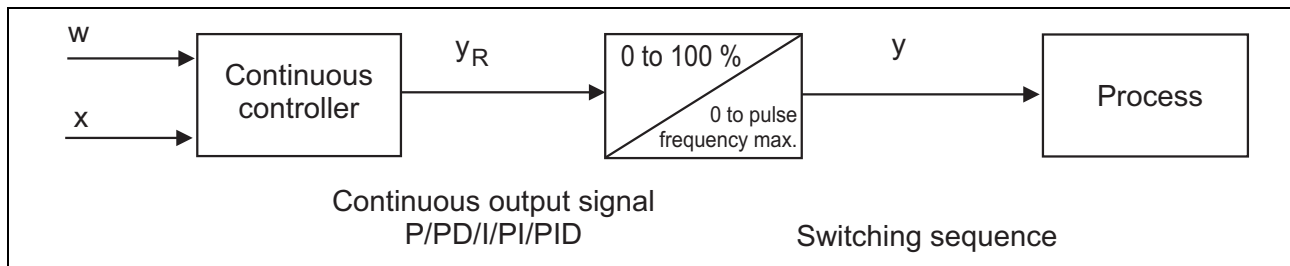 w
x
Continuous
controller
y_R
0 to 100 %
0 to pulse
frequency max.
y
Process
Continuous output signal
P/PD/I/PI/PID
Switching sequence